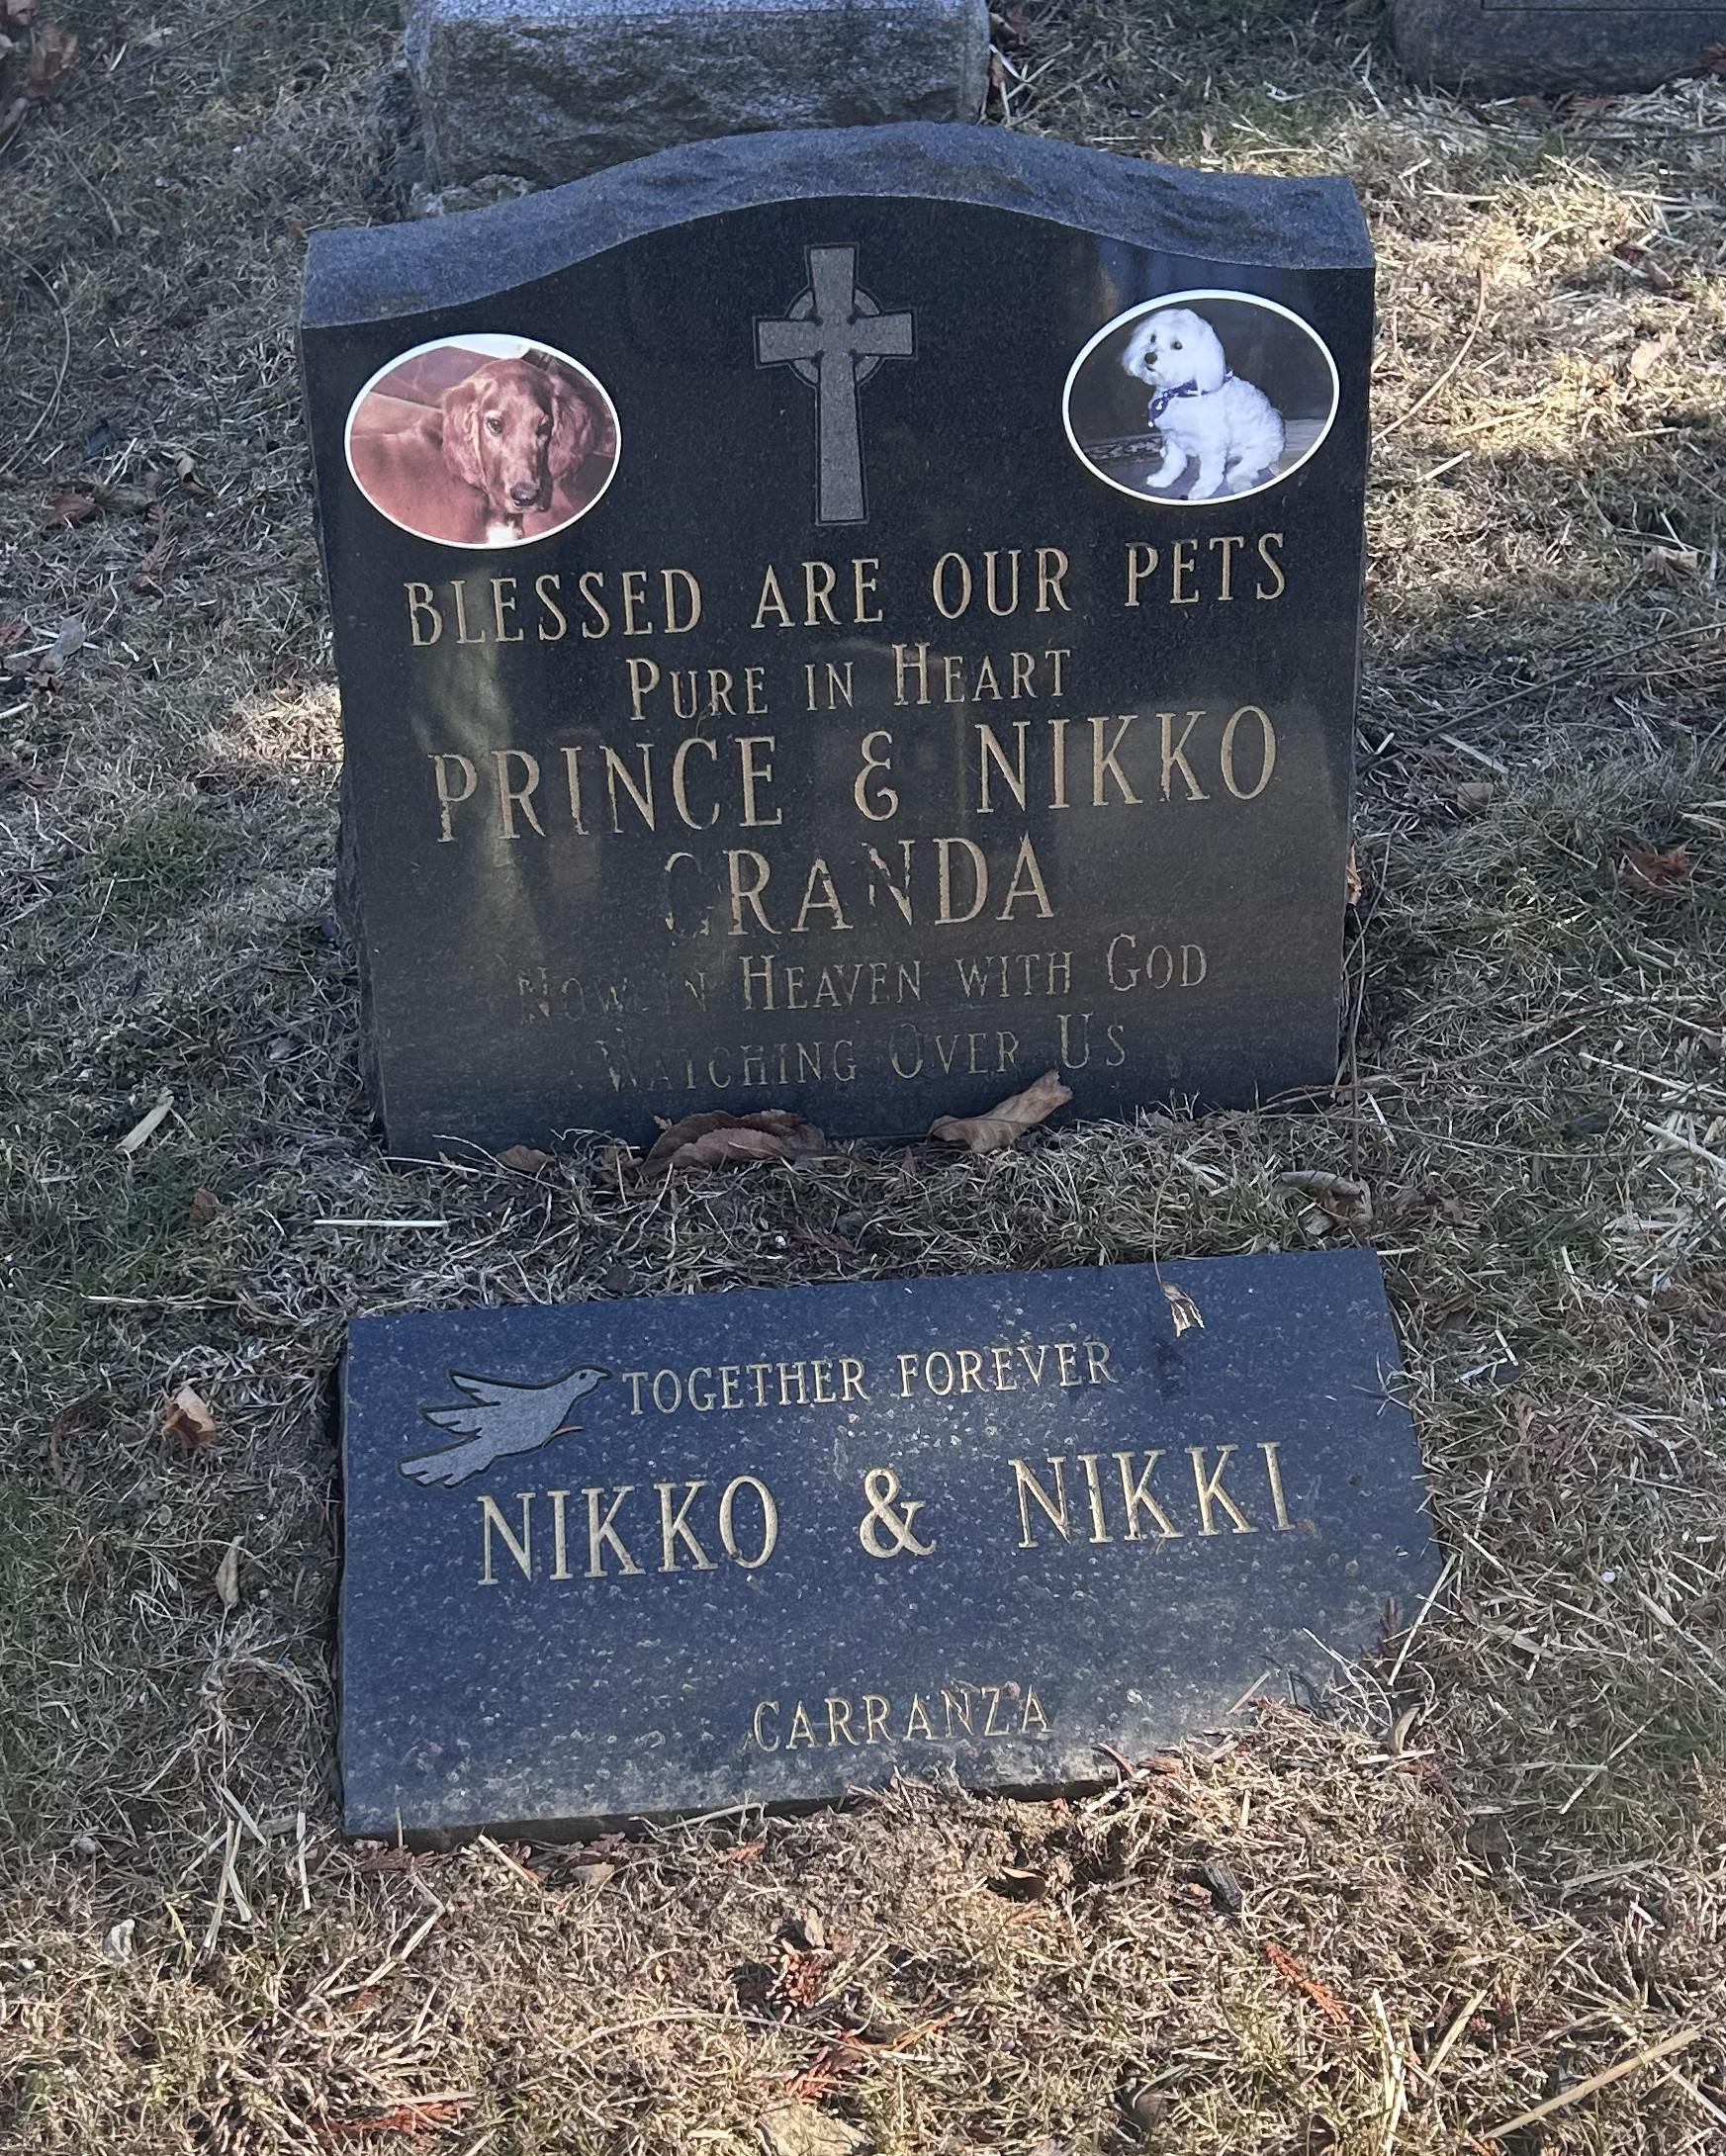 BLESSED ARE OUR PETS
PURE IN HEART
PRINCE & NIKKO
GRANDA
NOW IN HEAVEN WITH GOD
WATCHING OVER US
TOGETHER FOREVER
NIKKO & NIKKI
CARRANZA